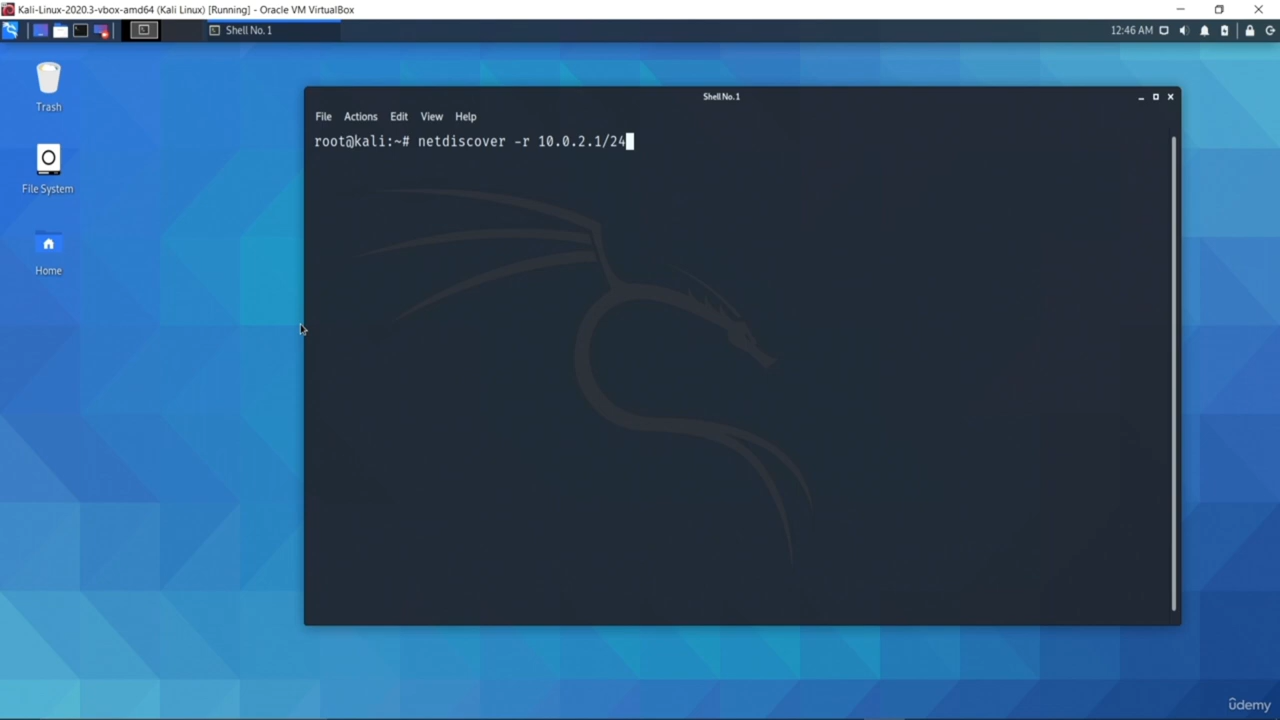 Kali-Linux-2020.3-vbox-amd64 (Kali Linux) [Running] - Oracle VM VirtualBox
Shell No. 1
12:46 AM
Trash
File System
Home
Shell No. 1
File Actions Edit View Help
root@kali:~# netdiscover -r 10.0.2.1/24
ûdemy